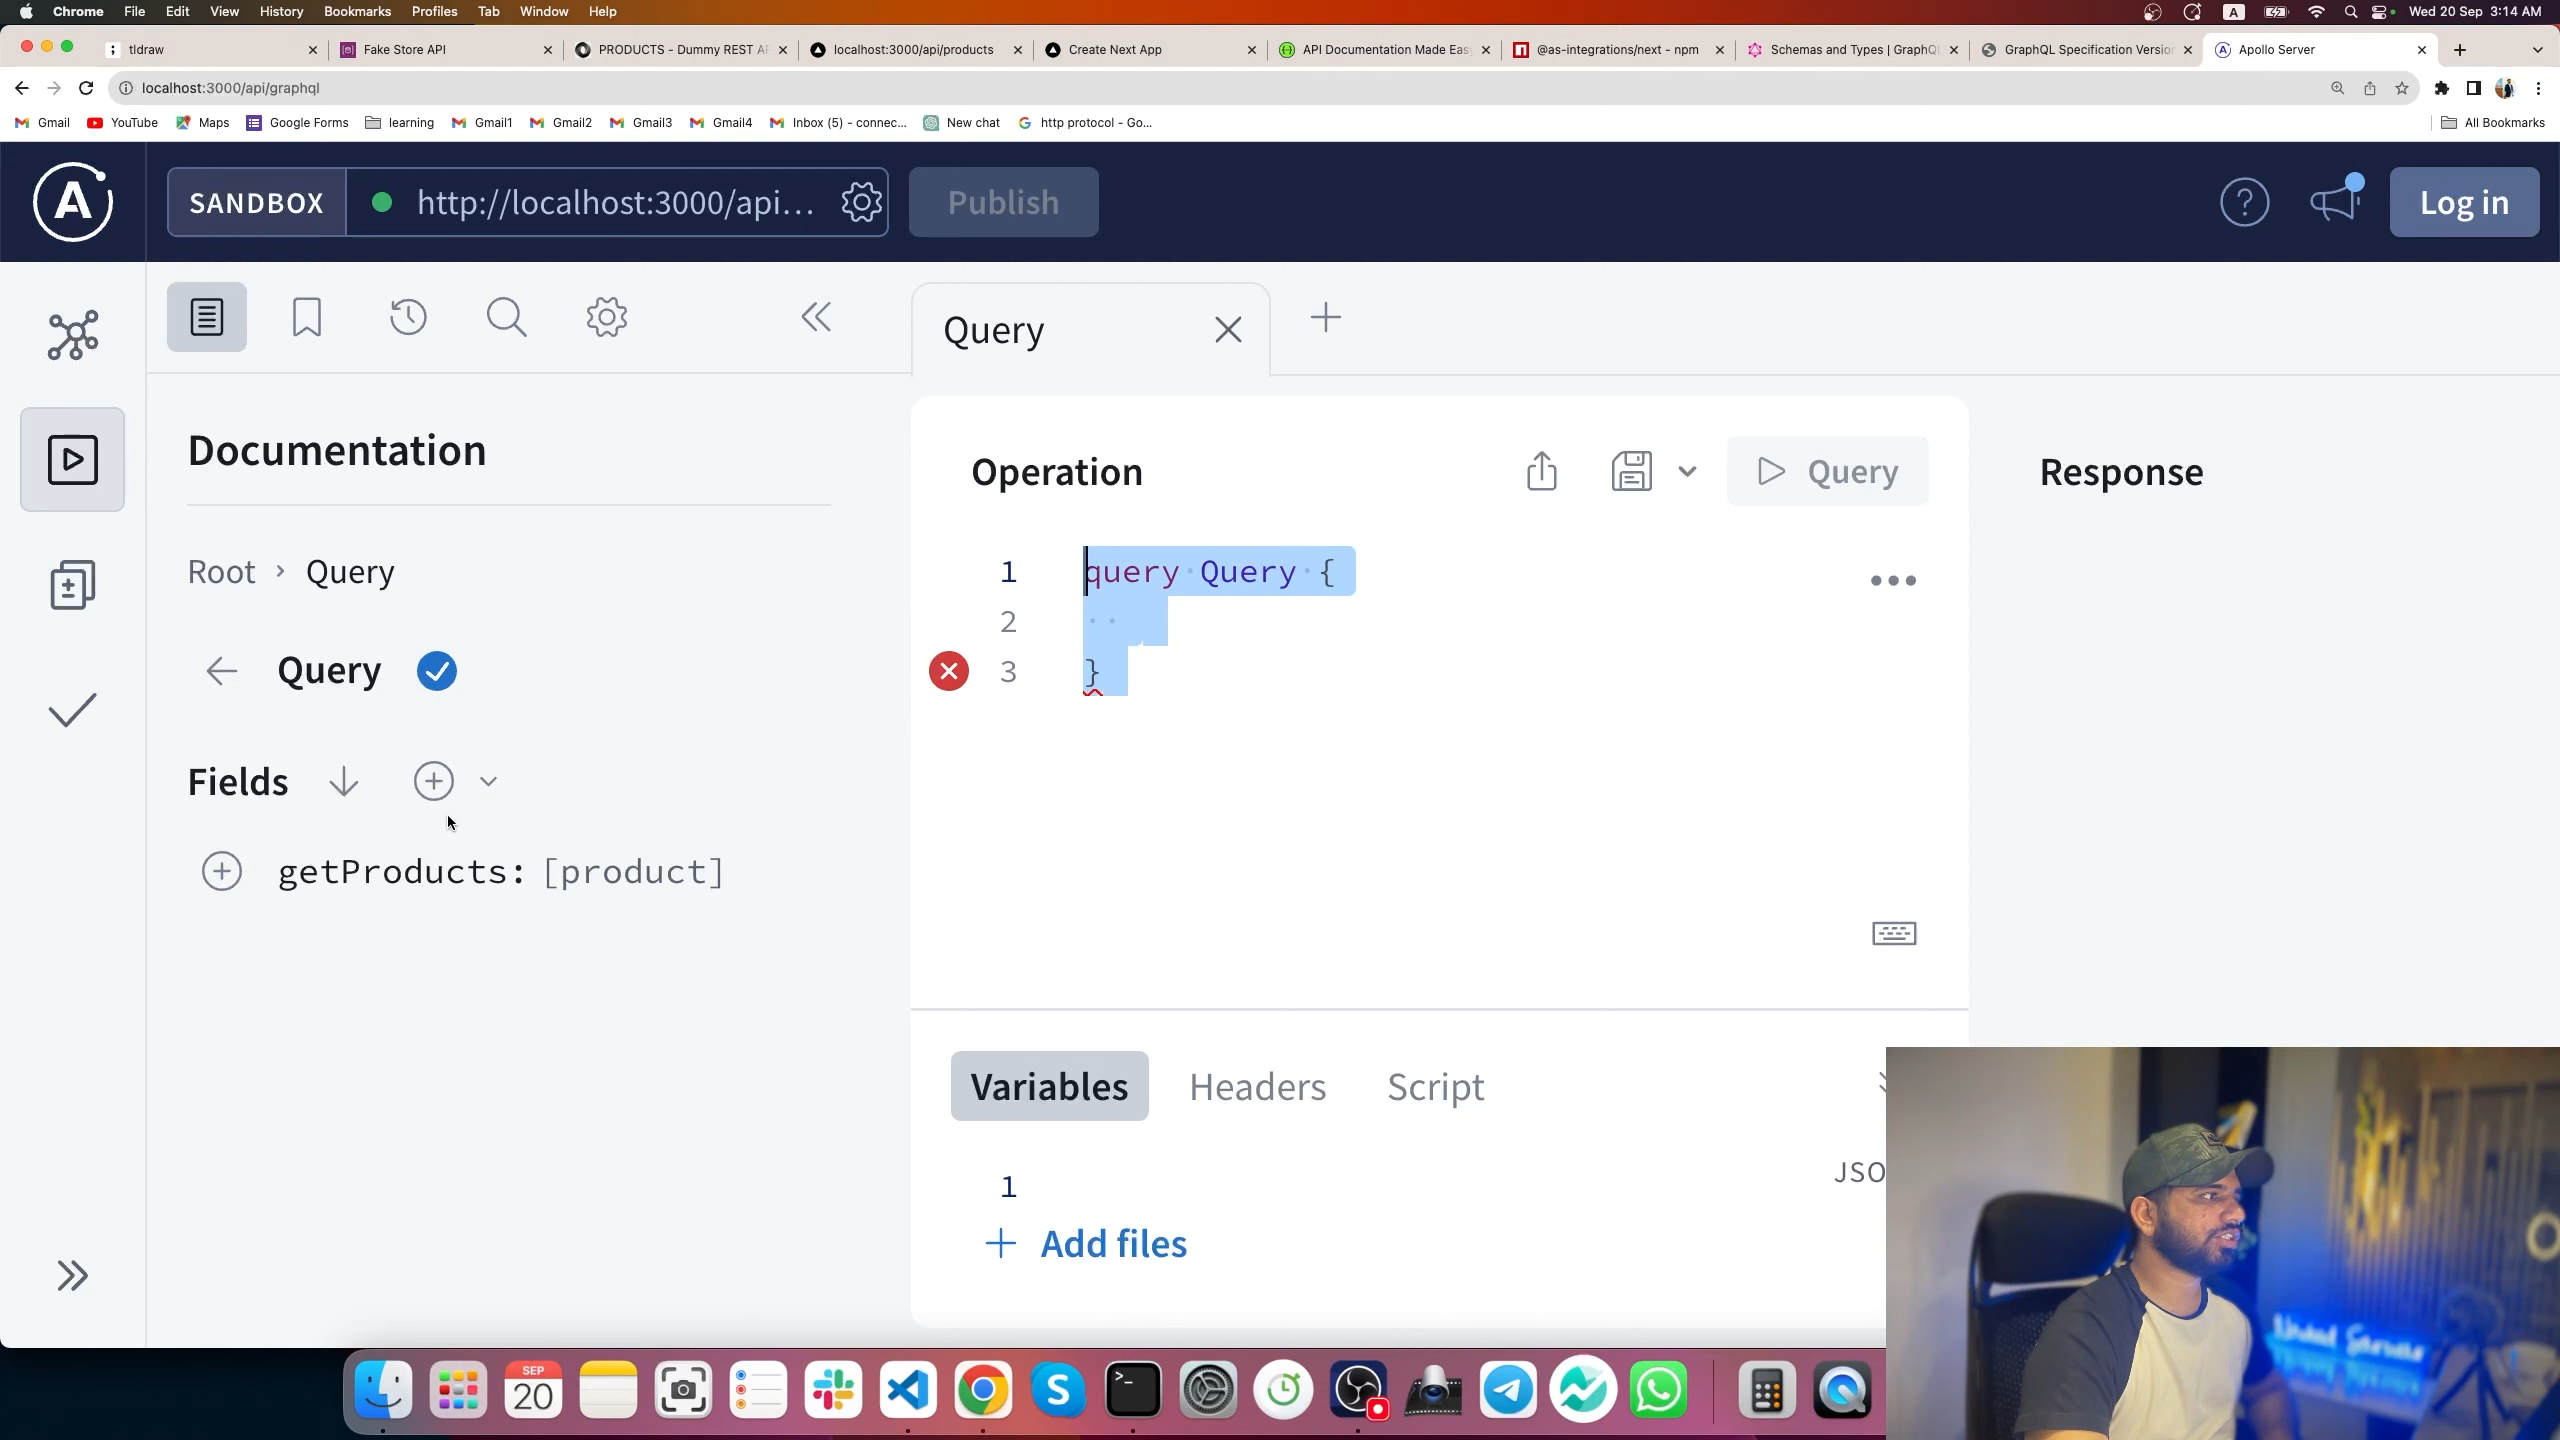 Chrome File Edit View History Bookmarks Profiles Tab Window Help
A Wed 20 Sep 3:14 AM
tldraw Fake Store API PRODUCTS - Dummy REST AF localhost:3000/api/products Create Next App API Documentation Made Easy @as-integrations/next - npm Schemas and Types | GraphQL GraphQL Specification Version Apollo Server
localhost:3000/api/graphql
Gmail YouTube Maps Google Forms learning Gmail1 Gmail2 Gmail3 Gmail4 Inbox (5) - connec... New chat http protocol - Go... All Bookmarks
SANDBOX http://localhost:3000/api... Publish Log in
Query
Documentation
Operation Query Response
Root › Query
Query
Fields
getProducts: [product]
1 query Query {
2
3 }
Variables Headers Script
1 JSO
+ Add files
SEP
20